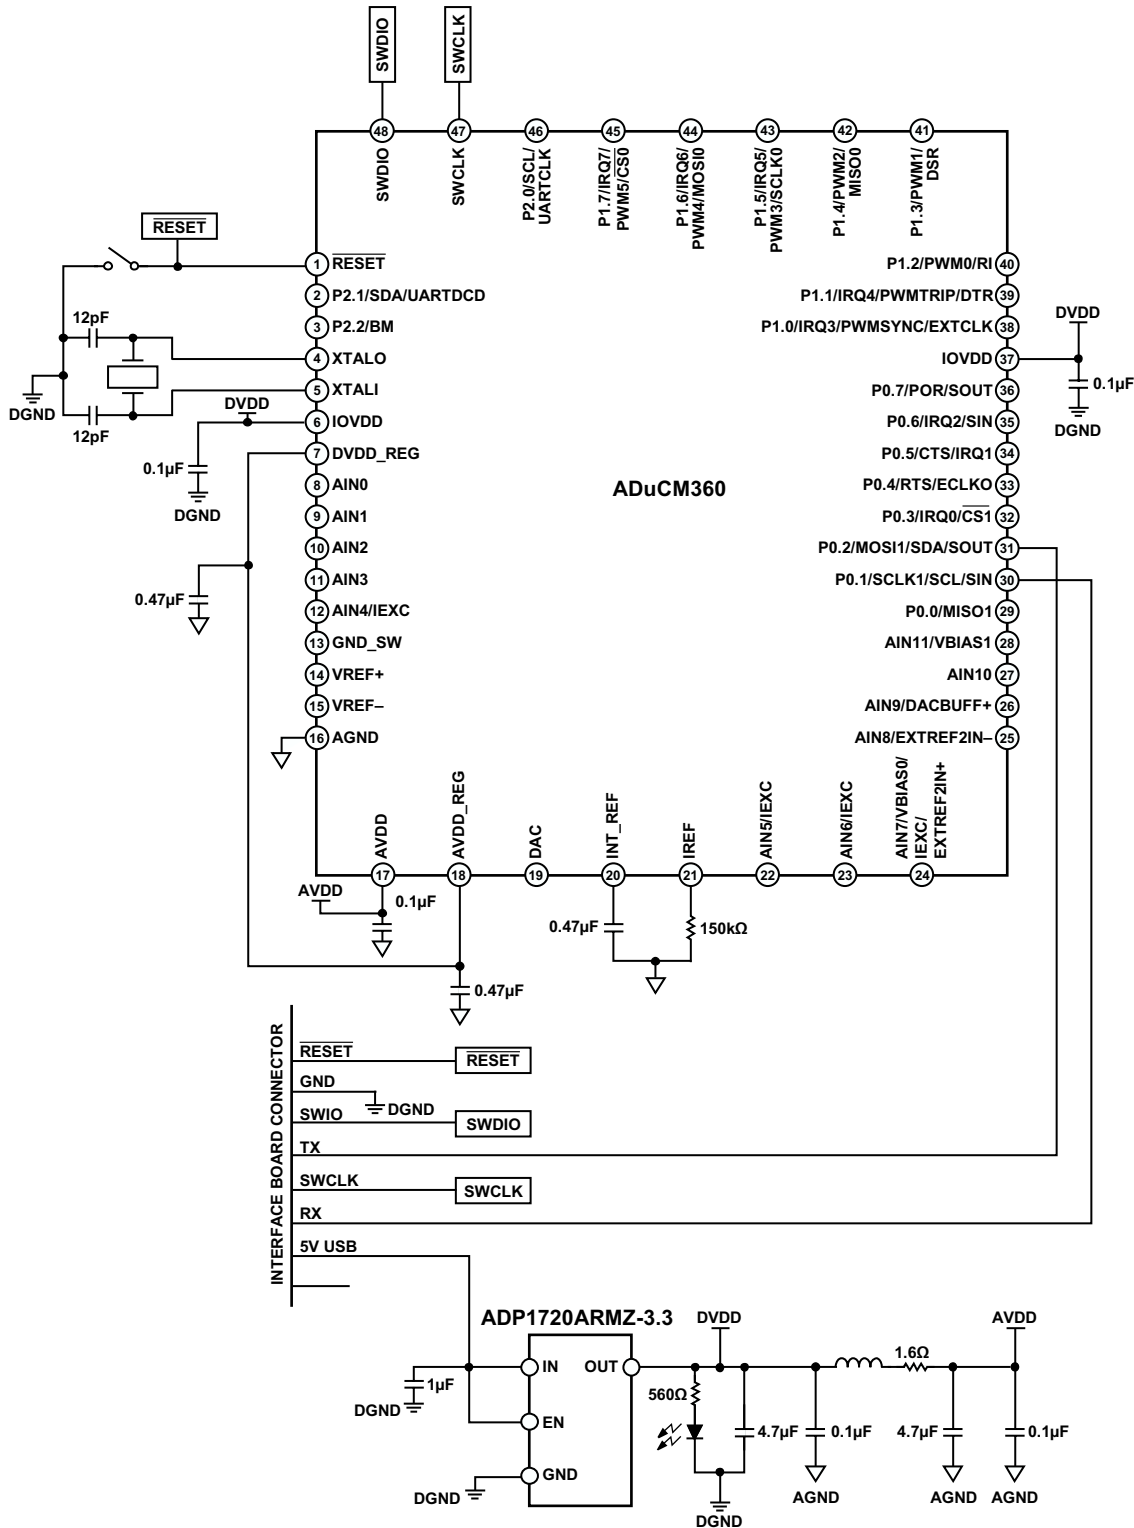 SWDIO
SWCLK
48
47
46
45
44
43
42
41
SWDIO
SWCLK
P2.0/SCL/
UARTCLK
P1.7/IRQ7/
PWM5/CS0
P1.6/IRQ6/
PWM4/MOSI0
P1.5/IRQ5/
PWM3/SCLK0
P1.4/PWM2/
MISO0
P1.3/PWM1/
DSR
RESET
1 RESET
2 P2.1/SDA/UARTDCD
3 P2.2/BM
4 XTALO
5 XTALI
6 IOVDD
7 DVDD_REG
8 AIN0
9 AIN1
10 AIN2
11 AIN3
12 AIN4/IEXC
13 GND_SW
14 VREF+
15 VREF–
16 AGND
12pF
12pF
DGND
DVDD
0.1µF
DGND
0.47µF
ADuCM360
P1.2/PWM0/RI 40
P1.1/IRQ4/PWMTRIP/DTR 39
P1.0/IRQ3/PWMSYNC/EXTCLK 38
IOVDD 37
P0.7/POR/SOUT 36
P0.6/IRQ2/SIN 35
P0.5/CTS/IRQ1 34
P0.4/RTS/ECLKO 33
P0.3/IRQ0/CS1 32
P0.2/MOSI1/SDA/SOUT 31
P0.1/SCLK1/SCL/SIN 30
P0.0/MISO1 29
AIN11/VBIAS1 28
AIN10 27
AIN9/DACBUFF+ 26
AIN8/EXTREF2IN– 25
DVDD
0.1µF
DGND
AVDD
AVDD_REG
DAC
INT_REF
IREF
AIN5/IEXC
AIN6/IEXC
AIN7/VBIAS0/
IEXC/
EXTREF2IN+
17
18
19
20
21
22
23
24
AVDD
0.1µF
0.47µF
150kΩ
0.47µF
INTERFACE BOARD CONNECTOR
RESET
RESET
GND
DGND
SWIO
SWDIO
TX
SWCLK
SWCLK
RX
5V USB
ADP1720ARMZ-3.3
IN
OUT
EN
GND
1µF
DGND
DGND
DVDD
560Ω
4.7µF
0.1µF
DGND
AGND
1.6Ω
AVDD
4.7µF
0.1µF
AGND
AGND